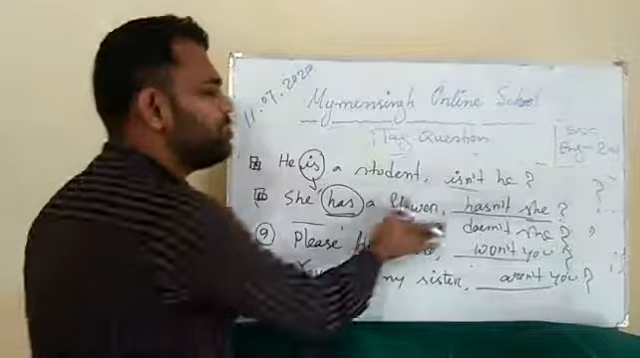 11.07.2020
Mymensingh Online School
Tag Question
SSC
Eng- 2nd
He is a student, isn't he?
She has a flower, hasn't she?
doesn't she?
Please, won't you?
my sister, aren't you?